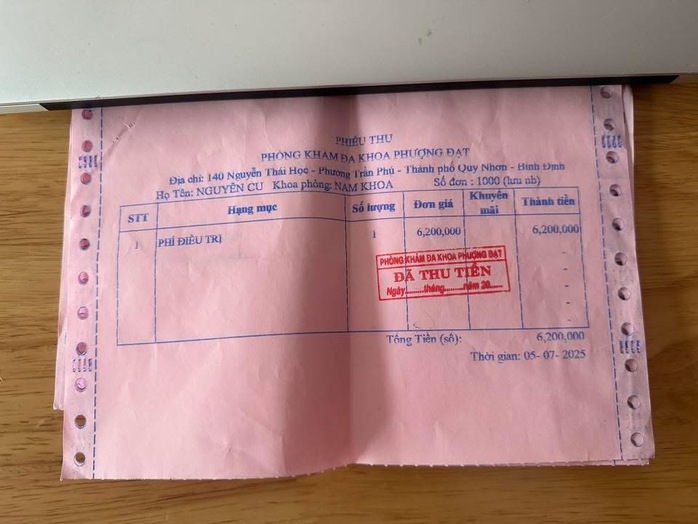 PHIẾU THU
PHÒNG KHÁM ĐA KHOA PHƯỢNG ĐẠT
Địa chỉ: 140 Nguyễn Thái Học - Phường Trần Phú - Thành phố Quy Nhơn - Bình Định
Họ Tên: NGUYÊN CU Khoa phòng: NAM KHOA Số đơn : 1000 (lưu nb)
STT Hạng mục Số lượng Đơn giá Khuyến mãi Thành tiền
1 PHÍ ĐIỀU TRỊ 1 6,200,000 6,200,000
PHÒNG KHÁM ĐA KHOA PHƯỢNG ĐẠT
ĐÃ THU TIỀN
Ngày........tháng........năm 20......
Tổng Tiền (số): 6,200,000
Thời gian: 05- 07- 2025